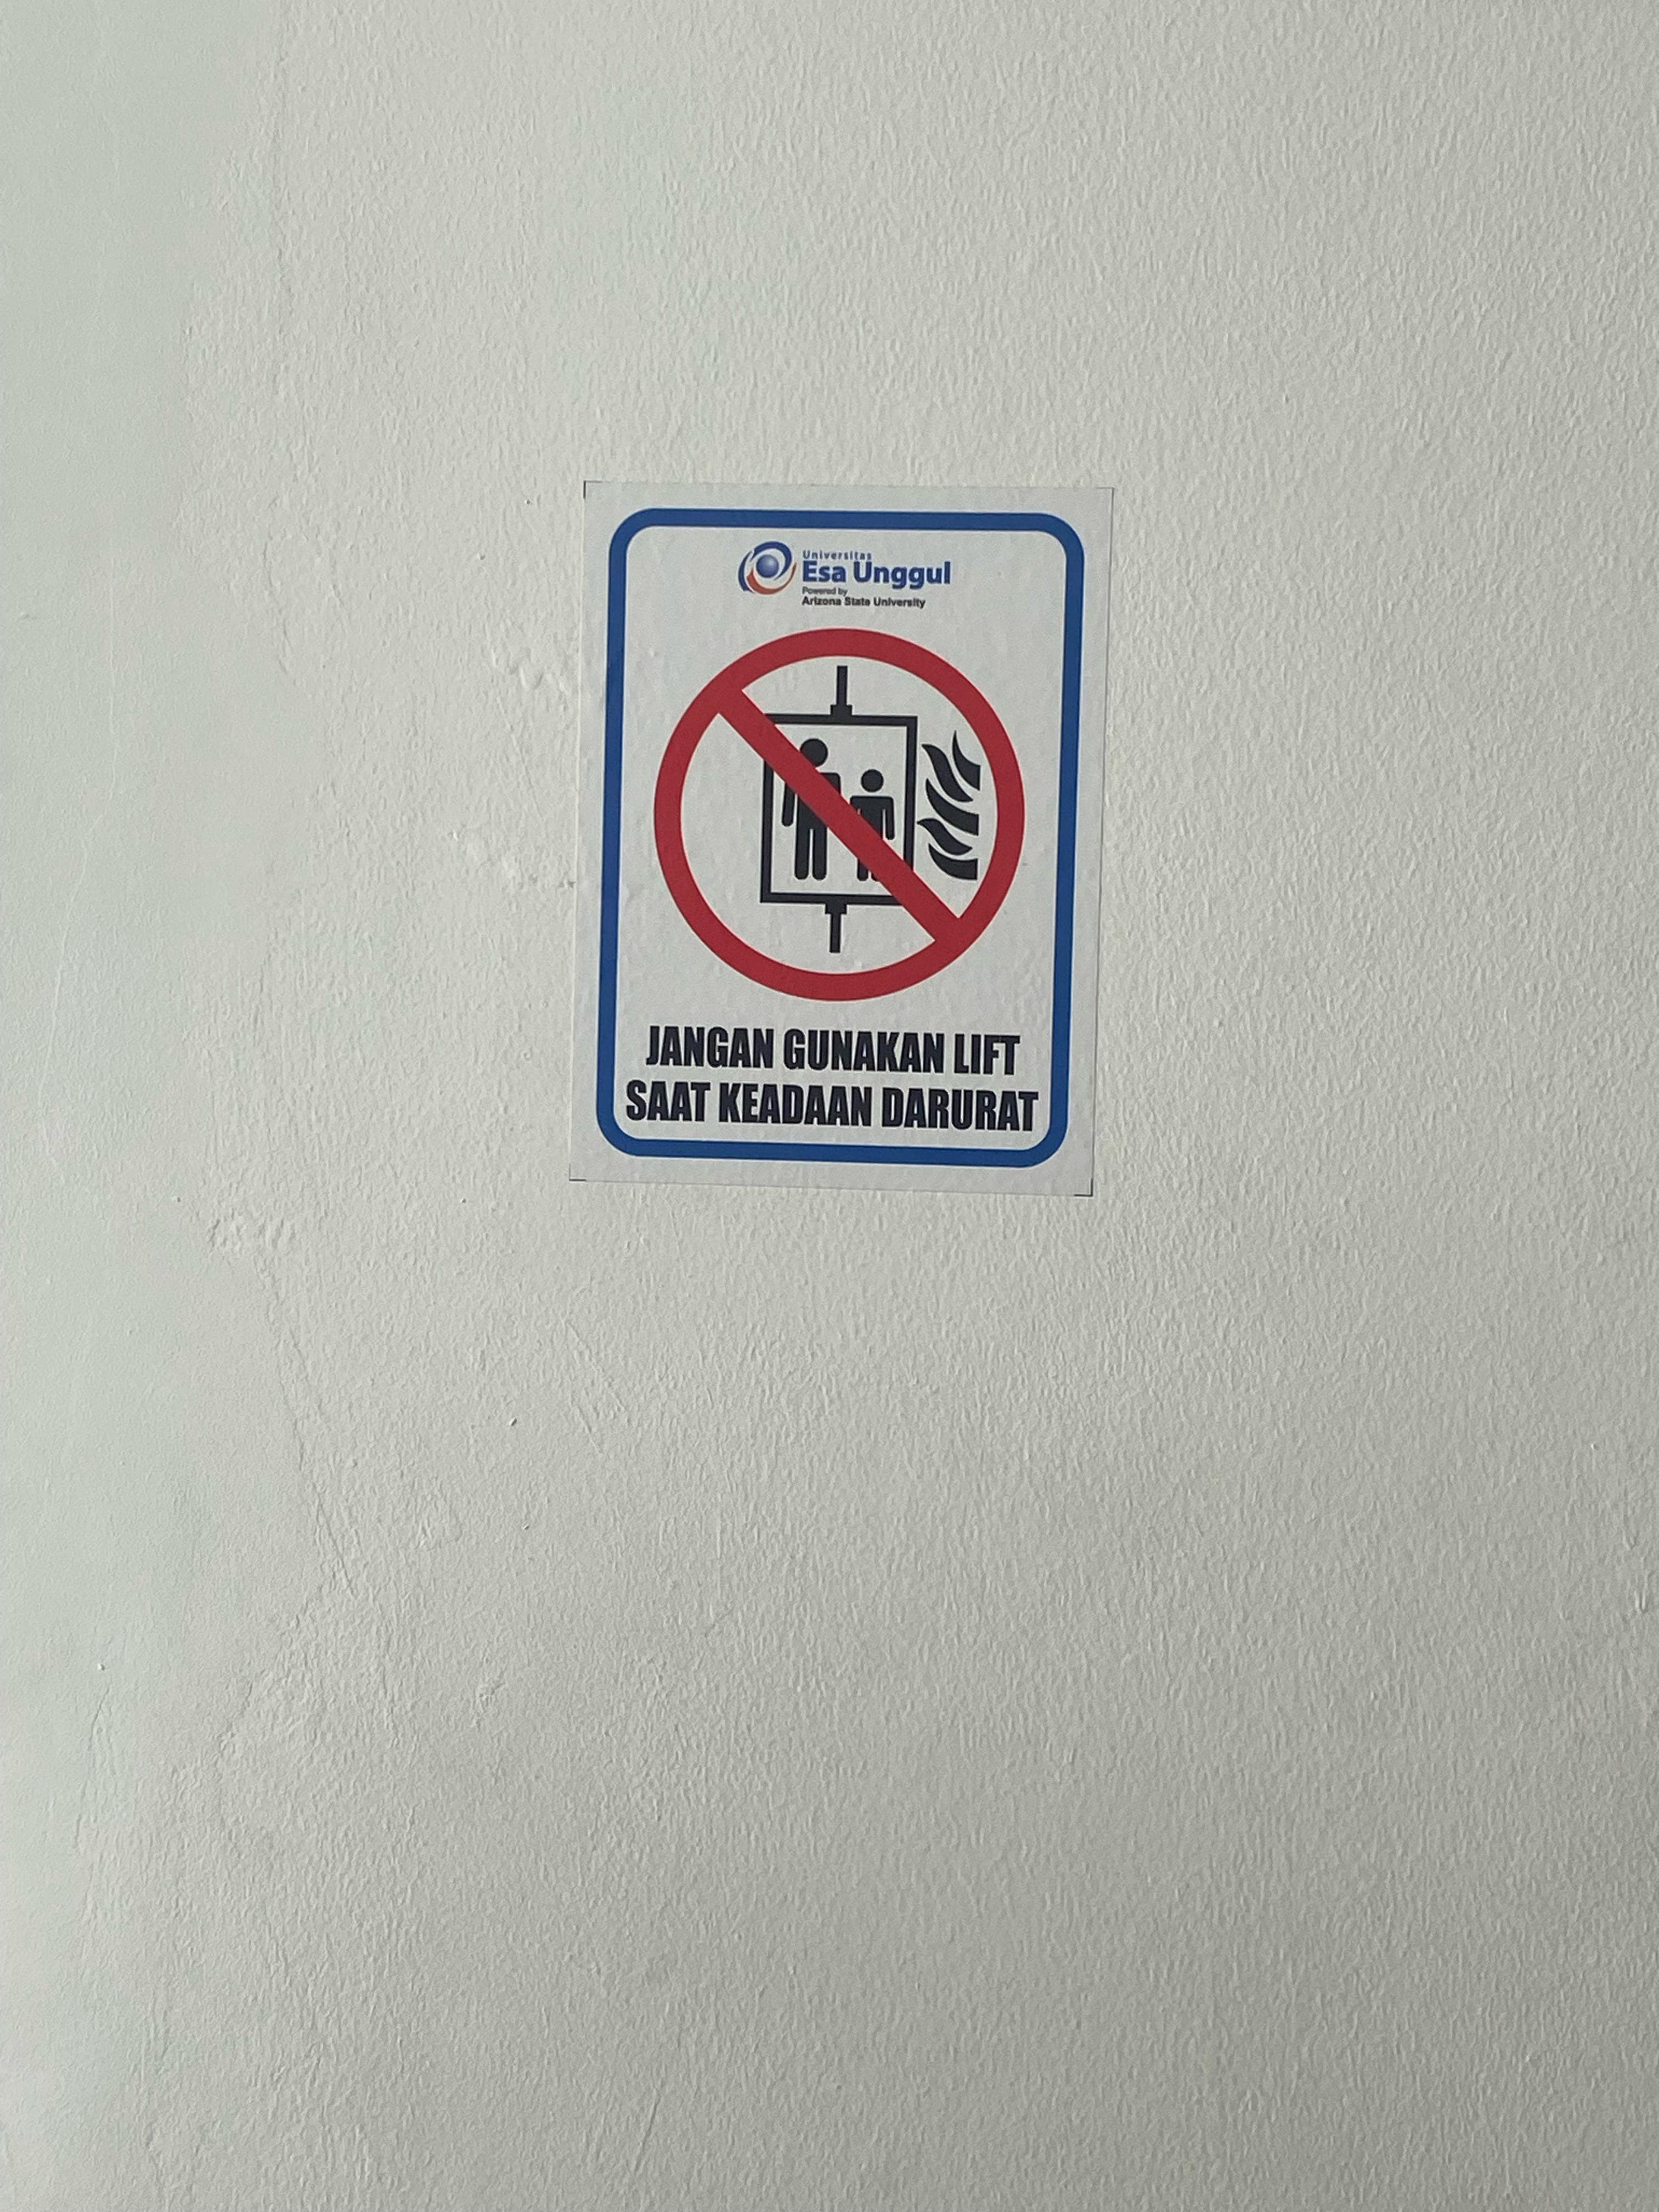 Universitas
Esa Unggul
Powered by
Arizona State University
JANGAN GUNAKAN LIFT
SAAT KEADAAN DARURAT